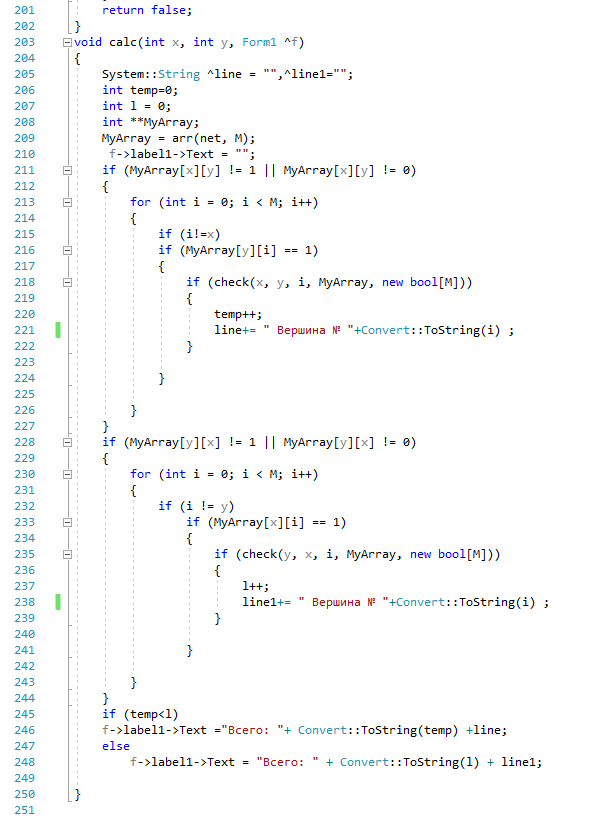 201 return false;
202 }
203 void calc(int x, int y, Form1 ^f)
204 {
205 System::String ^line = "",^line1="";
206 int temp=0;
207 int l = 0;
208 int **MyArray;
209 MyArray = arr(net, M);
210 f->label1->Text = "";
211 if (MyArray[x][y] != 1 || MyArray[x][y] != 0)
212 {
213 for (int i = 0; i < M; i++)
214 {
215 if (i!=x)
216 if (MyArray[y][i] == 1)
217 {
218 if (check(x, y, i, MyArray, new bool[M]))
219 {
220 temp++;
221 line+= " Вершина № "+Convert::ToString(i) ;
222 }
223
224 }
225
226 }
227 }
228 if (MyArray[y][x] != 1 || MyArray[y][x] != 0)
229 {
230 for (int i = 0; i < M; i++)
231 {
232 if (i != y)
233 if (MyArray[x][i] == 1)
234 {
235 if (check(y, x, i, MyArray, new bool[M]))
236 {
237 l++;
238 line1+= " Вершина № "+Convert::ToString(i) ;
239 }
240
241 }
242
243 }
244 }
245 if (temp<l)
246 f->label1->Text ="Всего: "+ Convert::ToString(temp) +line;
247 else
248 f->label1->Text = "Всего: " + Convert::ToString(l) + line1;
249
250 }
251